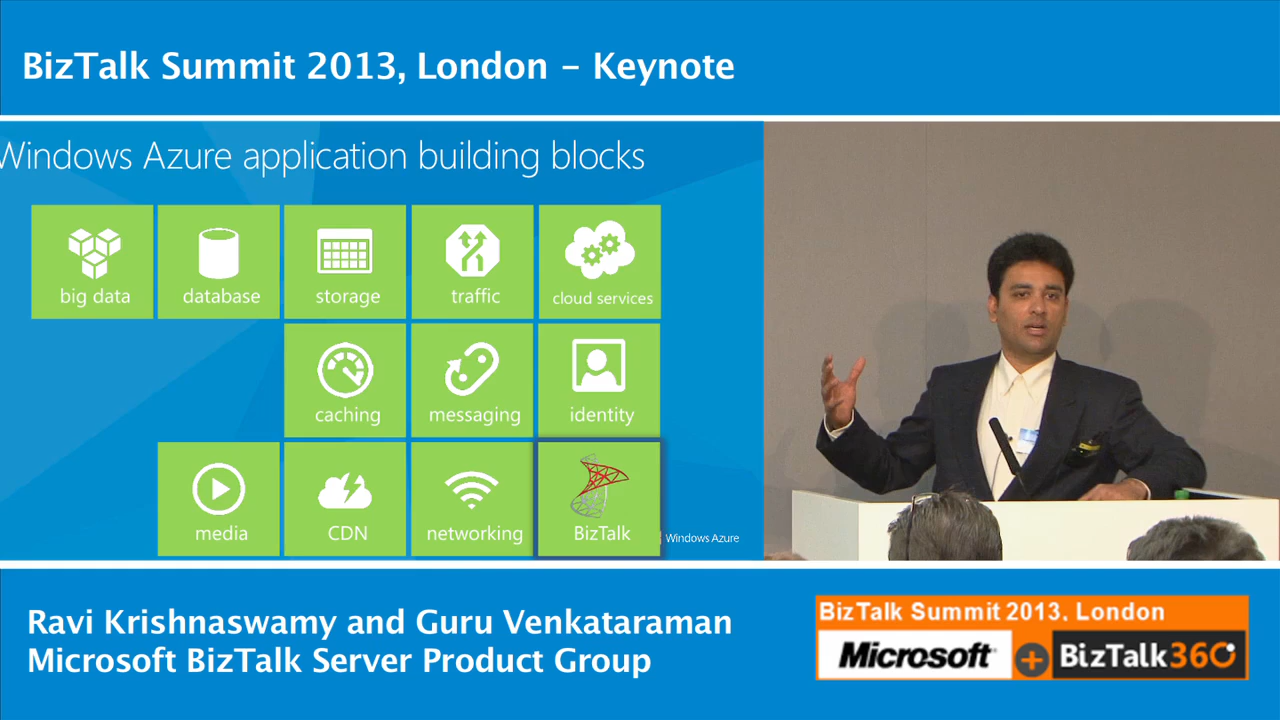 BizTalk Summit 2013, London – Keynote
Windows Azure application building blocks
big data
database
storage
traffic
cloud services
caching
messaging
identity
media
CDN
networking
BizTalk
Windows Azure
Ravi Krishnaswamy and Guru Venkataraman
Microsoft BizTalk Server Product Group
BizTalk Summit 2013, London
Microsoft + BizTalk360